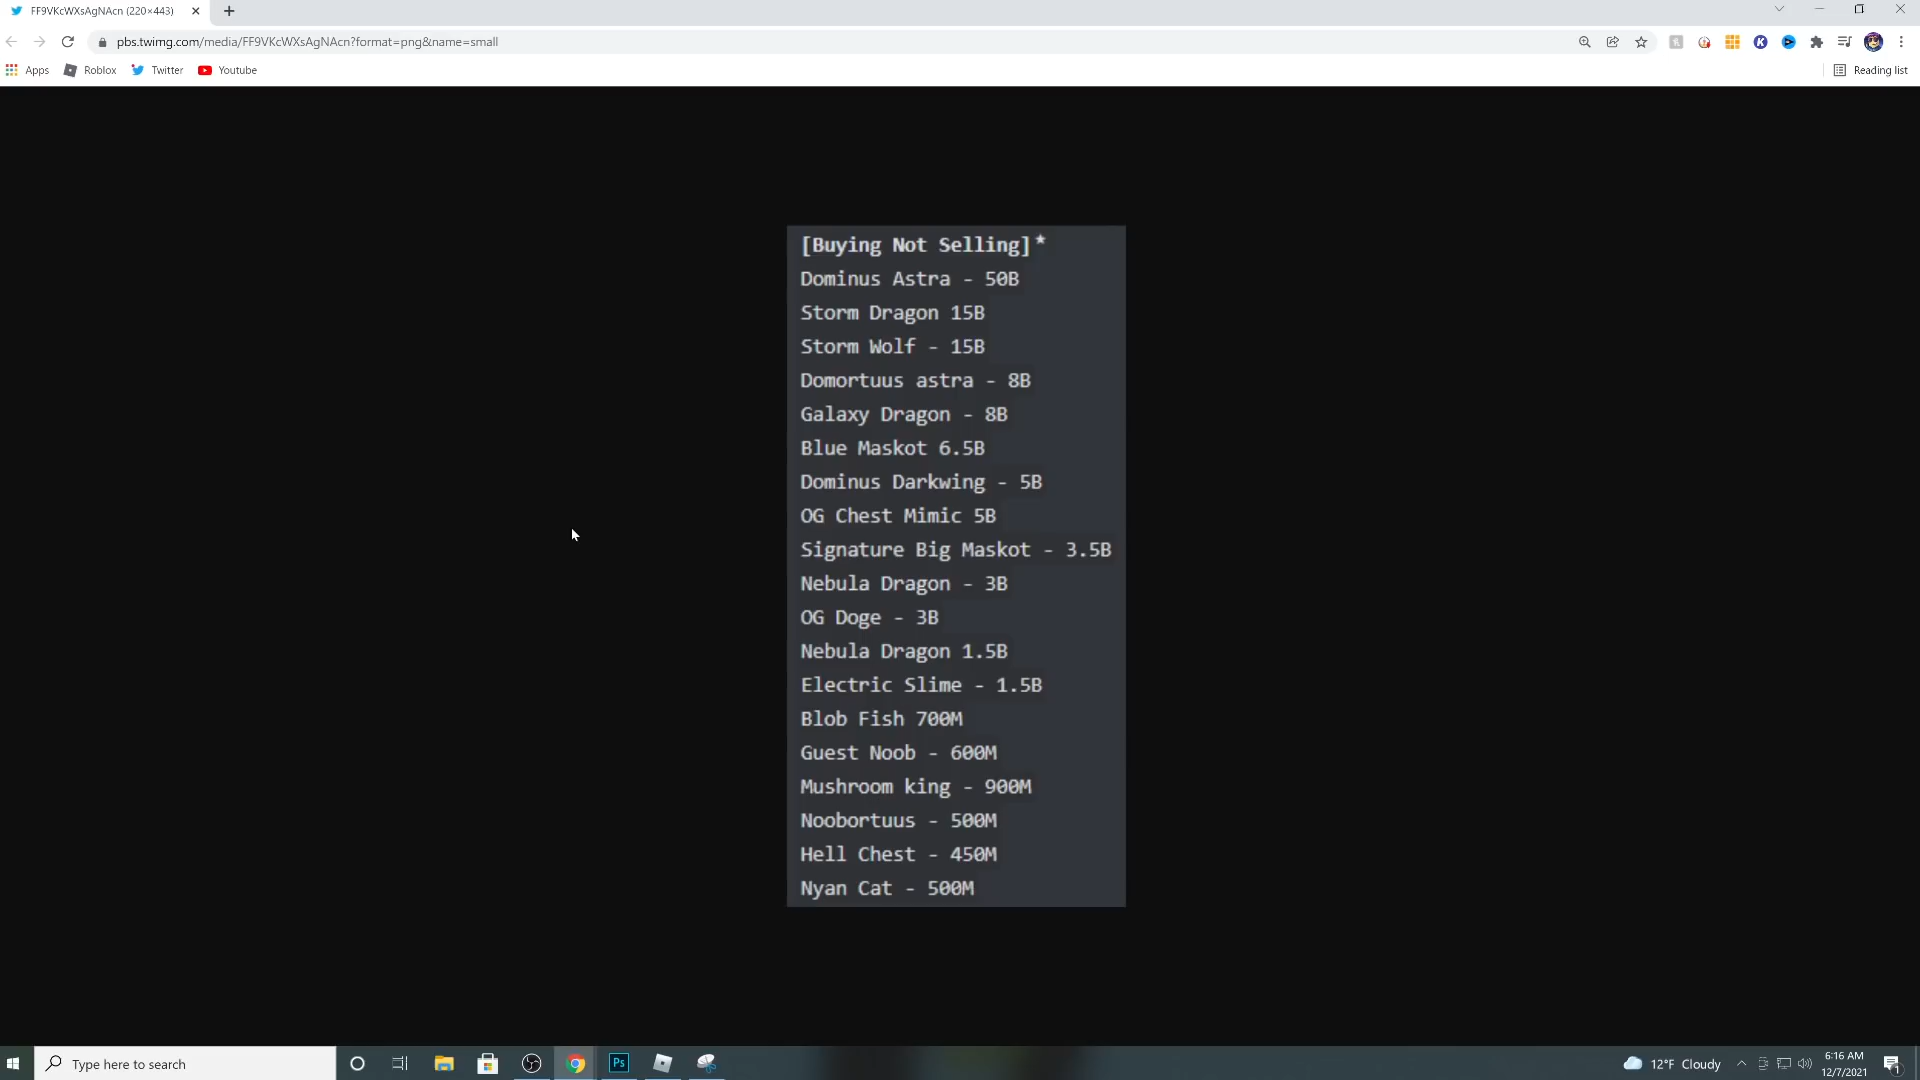 FF9VKcWXsAgNAcn (220×443)
pbs.twimg.com/media/FF9VKcWXsAgNAcn?format=png&name=small
Apps Roblox Twitter Youtube Reading list
[Buying Not Selling]*
Dominus Astra - 50B
Storm Dragon 15B
Storm Wolf - 15B
Domortuus astra - 8B
Galaxy Dragon - 8B
Blue Maskot 6.5B
Dominus Darkwing - 5B
OG Chest Mimic 5B
Signature Big Maskot - 3.5B
Nebula Dragon - 3B
OG Doge - 3B
Nebula Dragon 1.5B
Electric Slime - 1.5B
Blob Fish 700M
Guest Noob - 600M
Mushroom king - 900M
Noobortuus - 500M
Hell Chest - 450M
Nyan Cat - 500M
Type here to search
Ps
12°F Cloudy
6:16 AM
12/7/2021
1